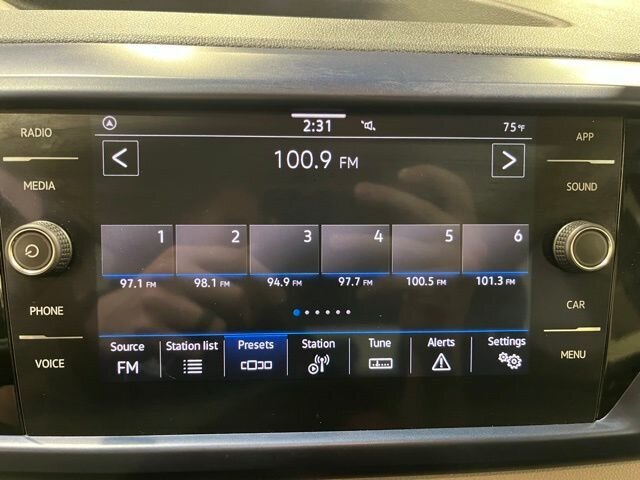 RADIO
MEDIA
PHONE
VOICE
2:31
75°F
100.9 FM
1 2 3 4 5 6
97.1 FM 98.1 FM 94.9 FM 97.7 FM 100.5 FM 101.3 FM
Source Station list Presets Station Tune Alerts Settings
FM
APP
SOUND
CAR
MENU